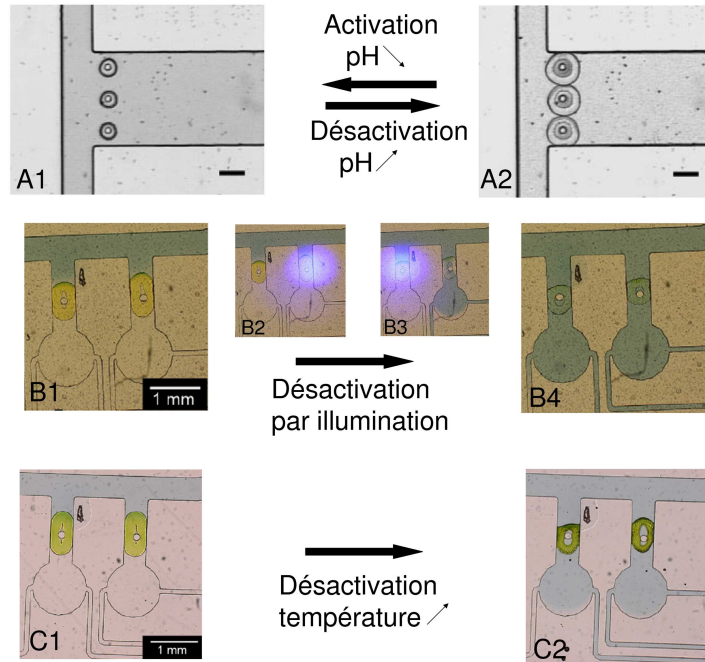 Activation
pH ↘
Désactivation
pH ↗
A1
A2
B1
1 mm
B2
B3
B4
Désactivation
par illumination
C1
1 mm
Désactivation
température ↗
C2